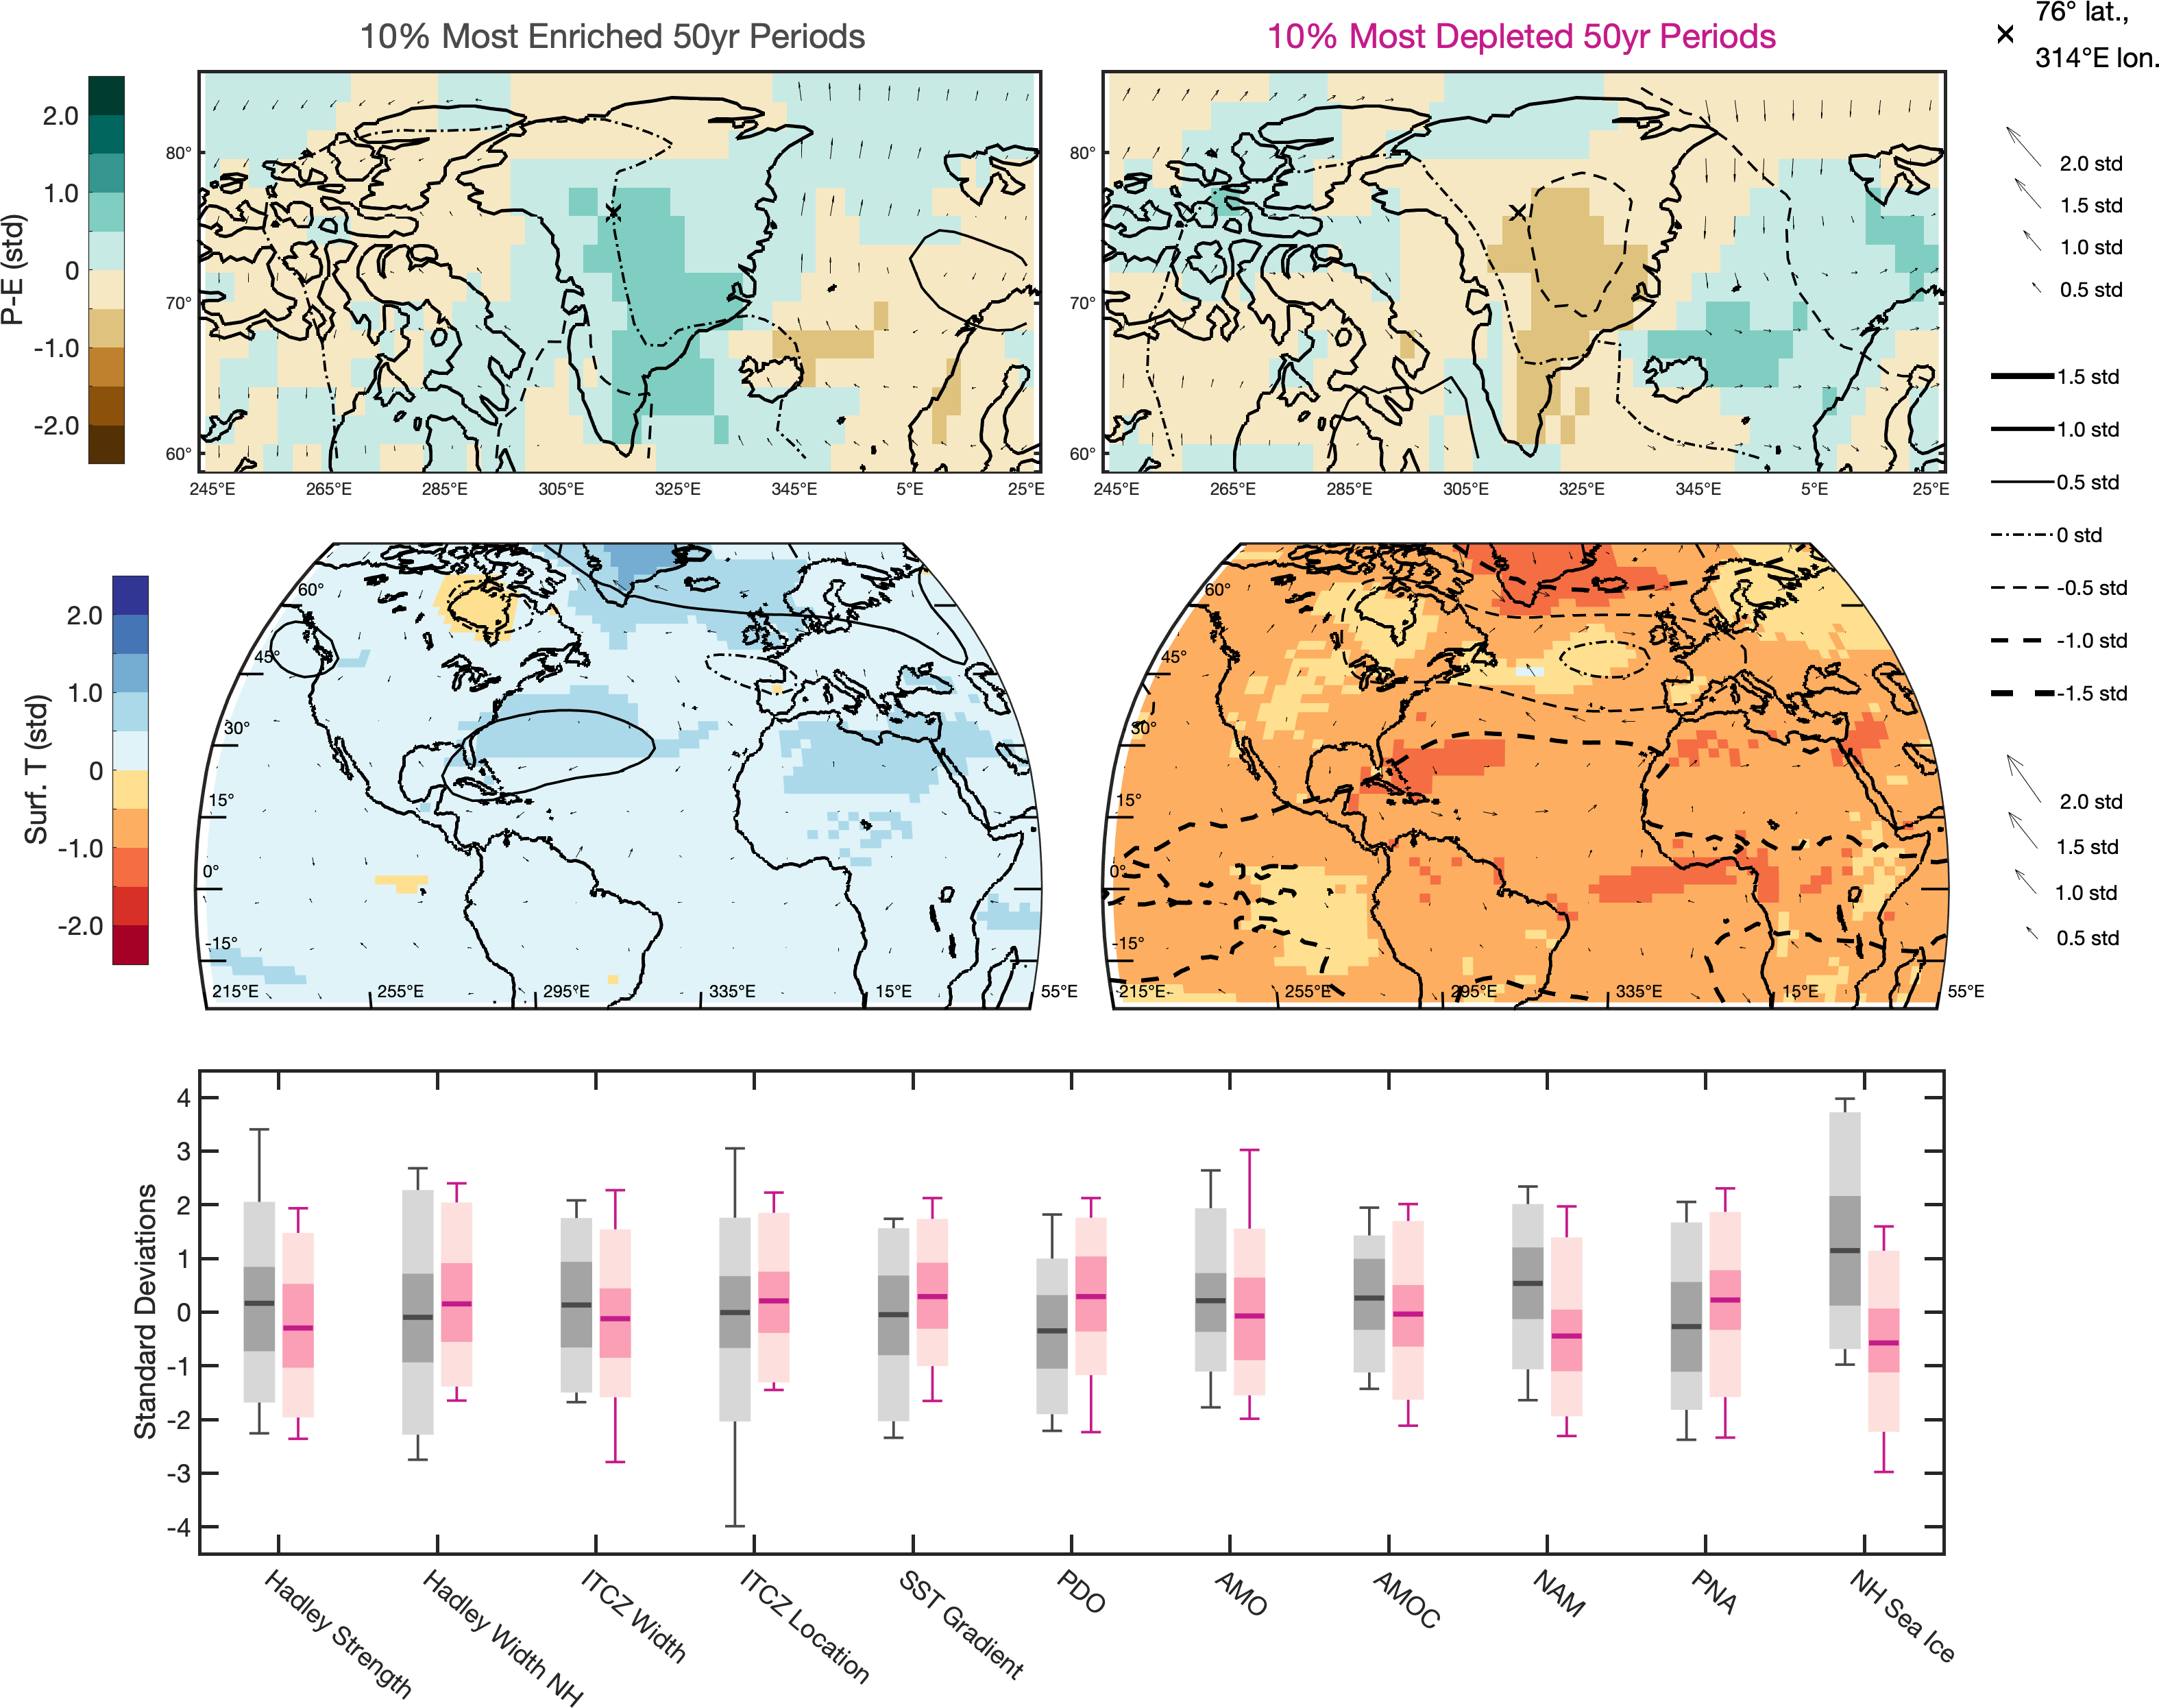 10% Most Enriched 50yr Periods
10% Most Depleted 50yr Periods
76° lat.,
314°E lon.
P-E (std)
2.0
1.0
0
-1.0
-2.0
80°
70°
60°
245°E 265°E 285°E 305°E 325°E 345°E 5°E 25°E
80°
70°
60°
245°E 265°E 285°E 305°E 325°E 345°E 5°E 25°E
2.0 std
1.5 std
1.0 std
0.5 std
1.5 std
1.0 std
0.5 std
0 std
-0.5 std
-1.0 std
-1.5 std
Surf. T (std)
2.0
1.0
0
-1.0
-2.0
60°
45°
30°
15°
0°
-15°
215°E 255°E 295°E 335°E 15°E 55°E
60°
45°
30°
15°
0°
-15°
215°E 255°E 295°E 335°E 15°E 55°E
2.0 std
1.5 std
1.0 std
0.5 std
Standard Deviations
4
3
2
1
0
-1
-2
-3
-4
Hadley Strength
Hadley Width NH
ITCZ Width
ITCZ Location
SST Gradient
PDO
AMO
AMOC
NAM
PNA
NH Sea Ice